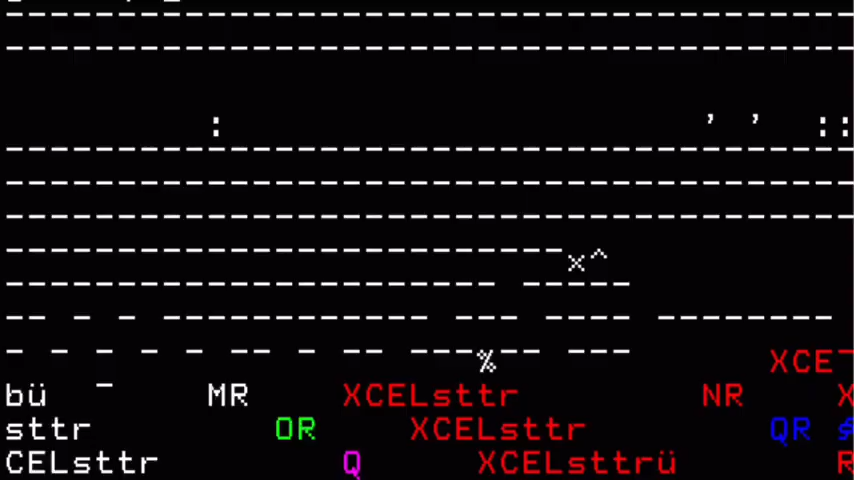 - - - - - - - - - - - - - - - - - - - - - - - - - - - - - - - - - - - - - -
- - - - - - - - - - - - - - - - - - - - - - - - - - - - - - - - - - - - - -
: ’ ’ ::
- - - - - - - - - - - - - - - - - - - - - - - - - - - - - - - - - - - - - -
- - - - - - - - - - - - - - - - - - - - - - - - - - - - - - - - - - - - - -
- - - - - - - - - - - - - - - - - - - - - - - - - - - - - - - - - - - - - -
- - - - - - - - - - - - - - - - - - - - - - - - - x^
- - - - - - - - - - - - - - - - - - - - - - - - - - -
-- - - ------------ --- ---- --------
- - - - - -- - -- ---%-- --- XCE
bü MR XCELsttr NR X
sttr OR XCELsttr QR $
CELsttr Q XCELsttrü R